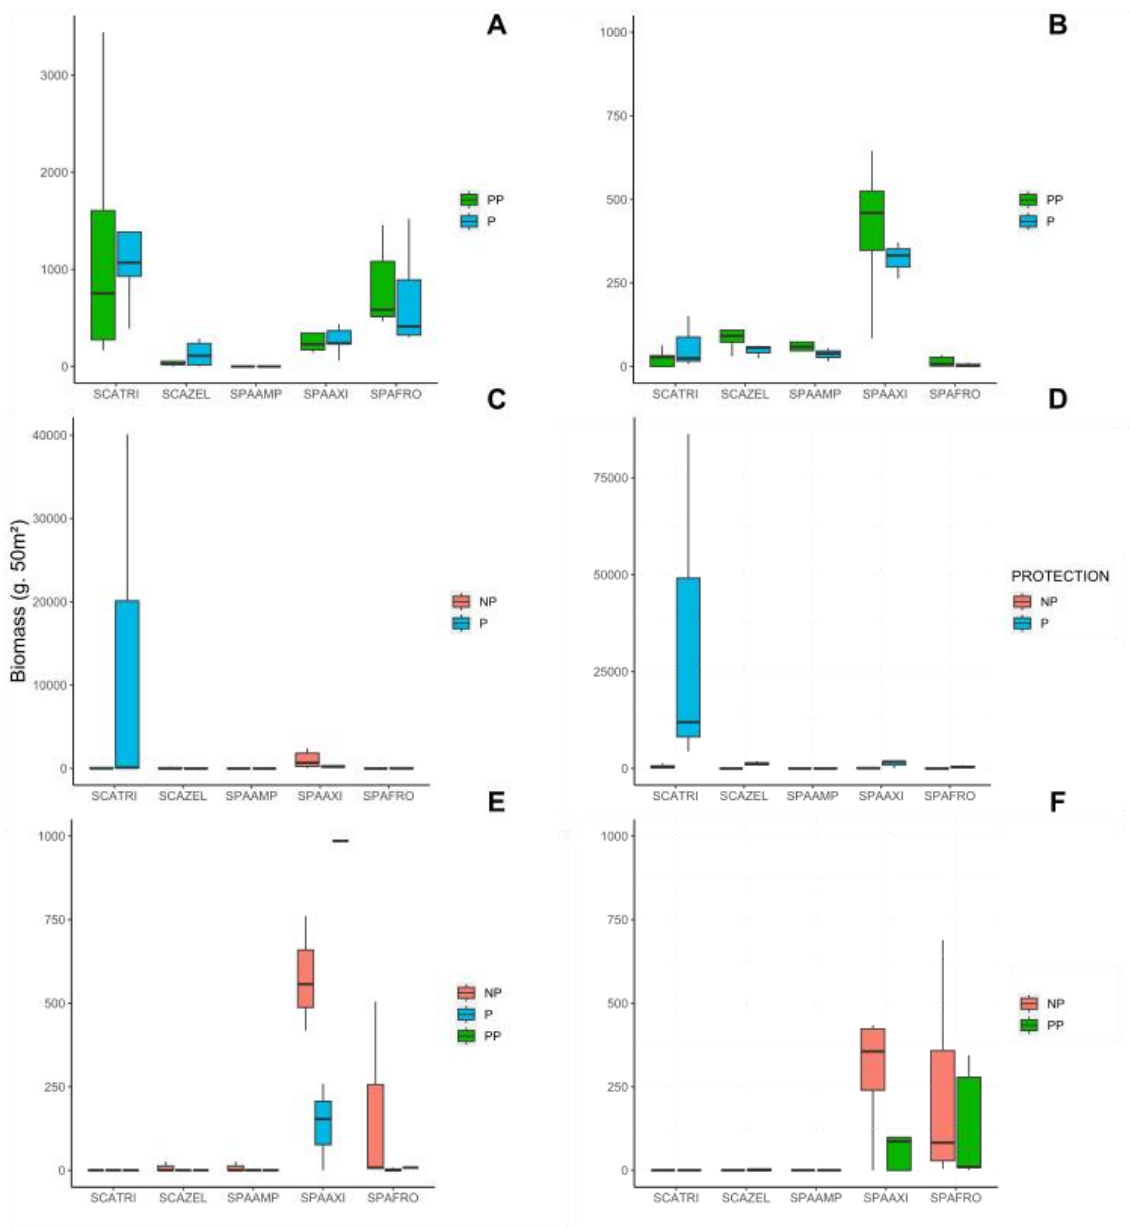 A
3000
2000
1000
0
SCATRI SCAZEL SPAAMP SPAAXI SPAFRO
PP
P
B
1000
750
500
250
0
SCATRI SCAZEL SPAAMP SPAAXI SPAFRO
PP
P
Biomass (g. 50m²)
C
40000
30000
20000
10000
0
SCATRI SCAZEL SPAAMP SPAAXI SPAFRO
NP
P
D
75000
50000
25000
0
SCATRI SCAZEL SPAAMP SPAAXI SPAFRO
PROTECTION
NP
P
E
1000
750
500
250
0
SCATRI SCAZEL SPAAMP SPAAXI SPAFRO
NP
P
PP
F
1000
750
500
250
0
SCATRI SCAZEL SPAAMP SPAAXI SPAFRO
NP
PP